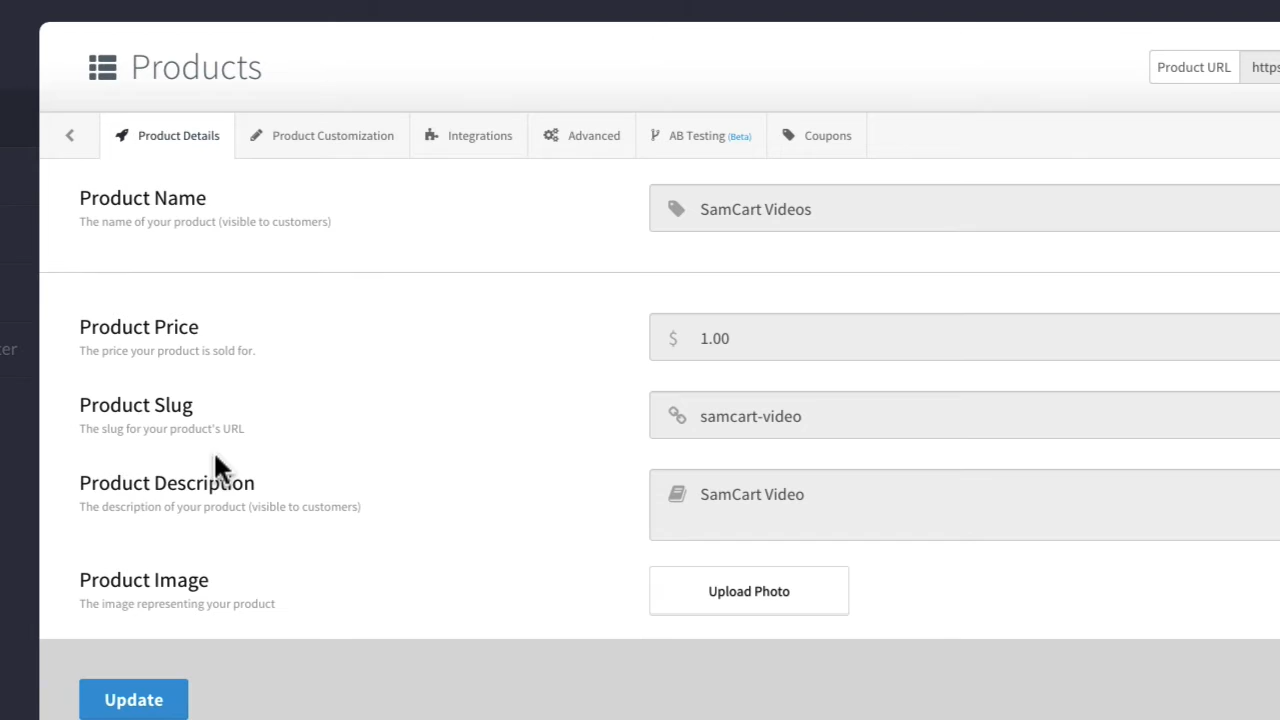 Products
Product URL https
Product Details Product Customization Integrations Advanced AB Testing (Beta) Coupons
Product Name
The name of your product (visible to customers)
SamCart Videos
Product Price
The price your product is sold for.
$ 1.00
ter
Product Slug
The slug for your product's URL
samcart-video
Product Description
The description of your product (visible to customers)
SamCart Video
Product Image
The image representing your product
Upload Photo
Update